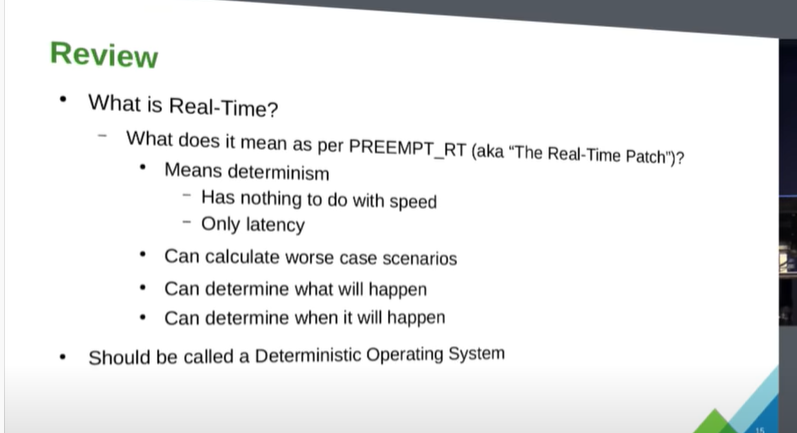 Review
• What is Real-Time?
– What does it mean as per PREEMPT_RT (aka “The Real-Time Patch”)?
• Means determinism
– Has nothing to do with speed
– Only latency
• Can calculate worse case scenarios
• Can determine what will happen
• Can determine when it will happen
• Should be called a Deterministic Operating System
15